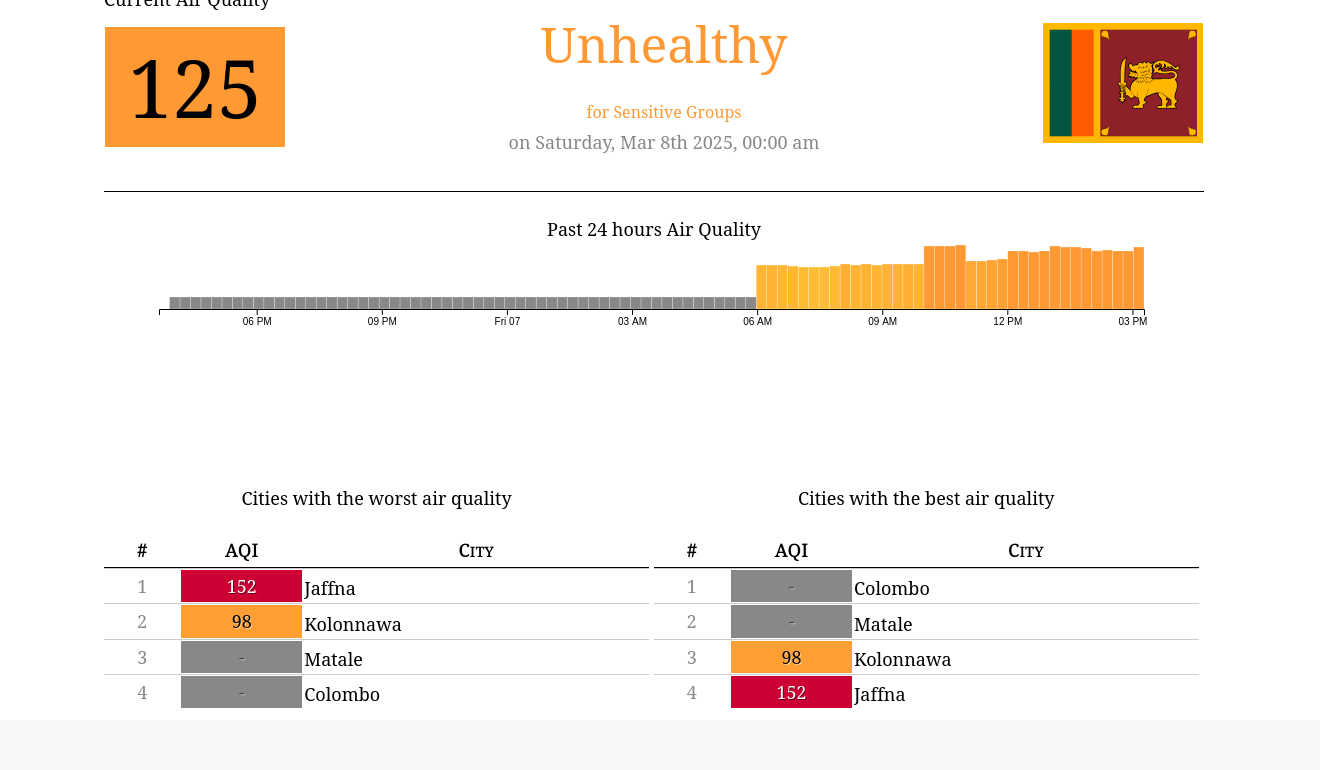 Current Air Quality
125
Unhealthy
for Sensitive Groups
on Saturday, Mar 8th 2025, 00:00 am
Past 24 hours Air Quality
06 PM 09 PM Fri 07 03 AM 06 AM 09 AM 12 PM 03 PM
Cities with the worst air quality
# AQI City
1 152 Jaffna
2 98 Kolonnawa
3 - Matale
4 - Colombo
Cities with the best air quality
# AQI City
1 - Colombo
2 - Matale
3 98 Kolonnawa
4 152 Jaffna